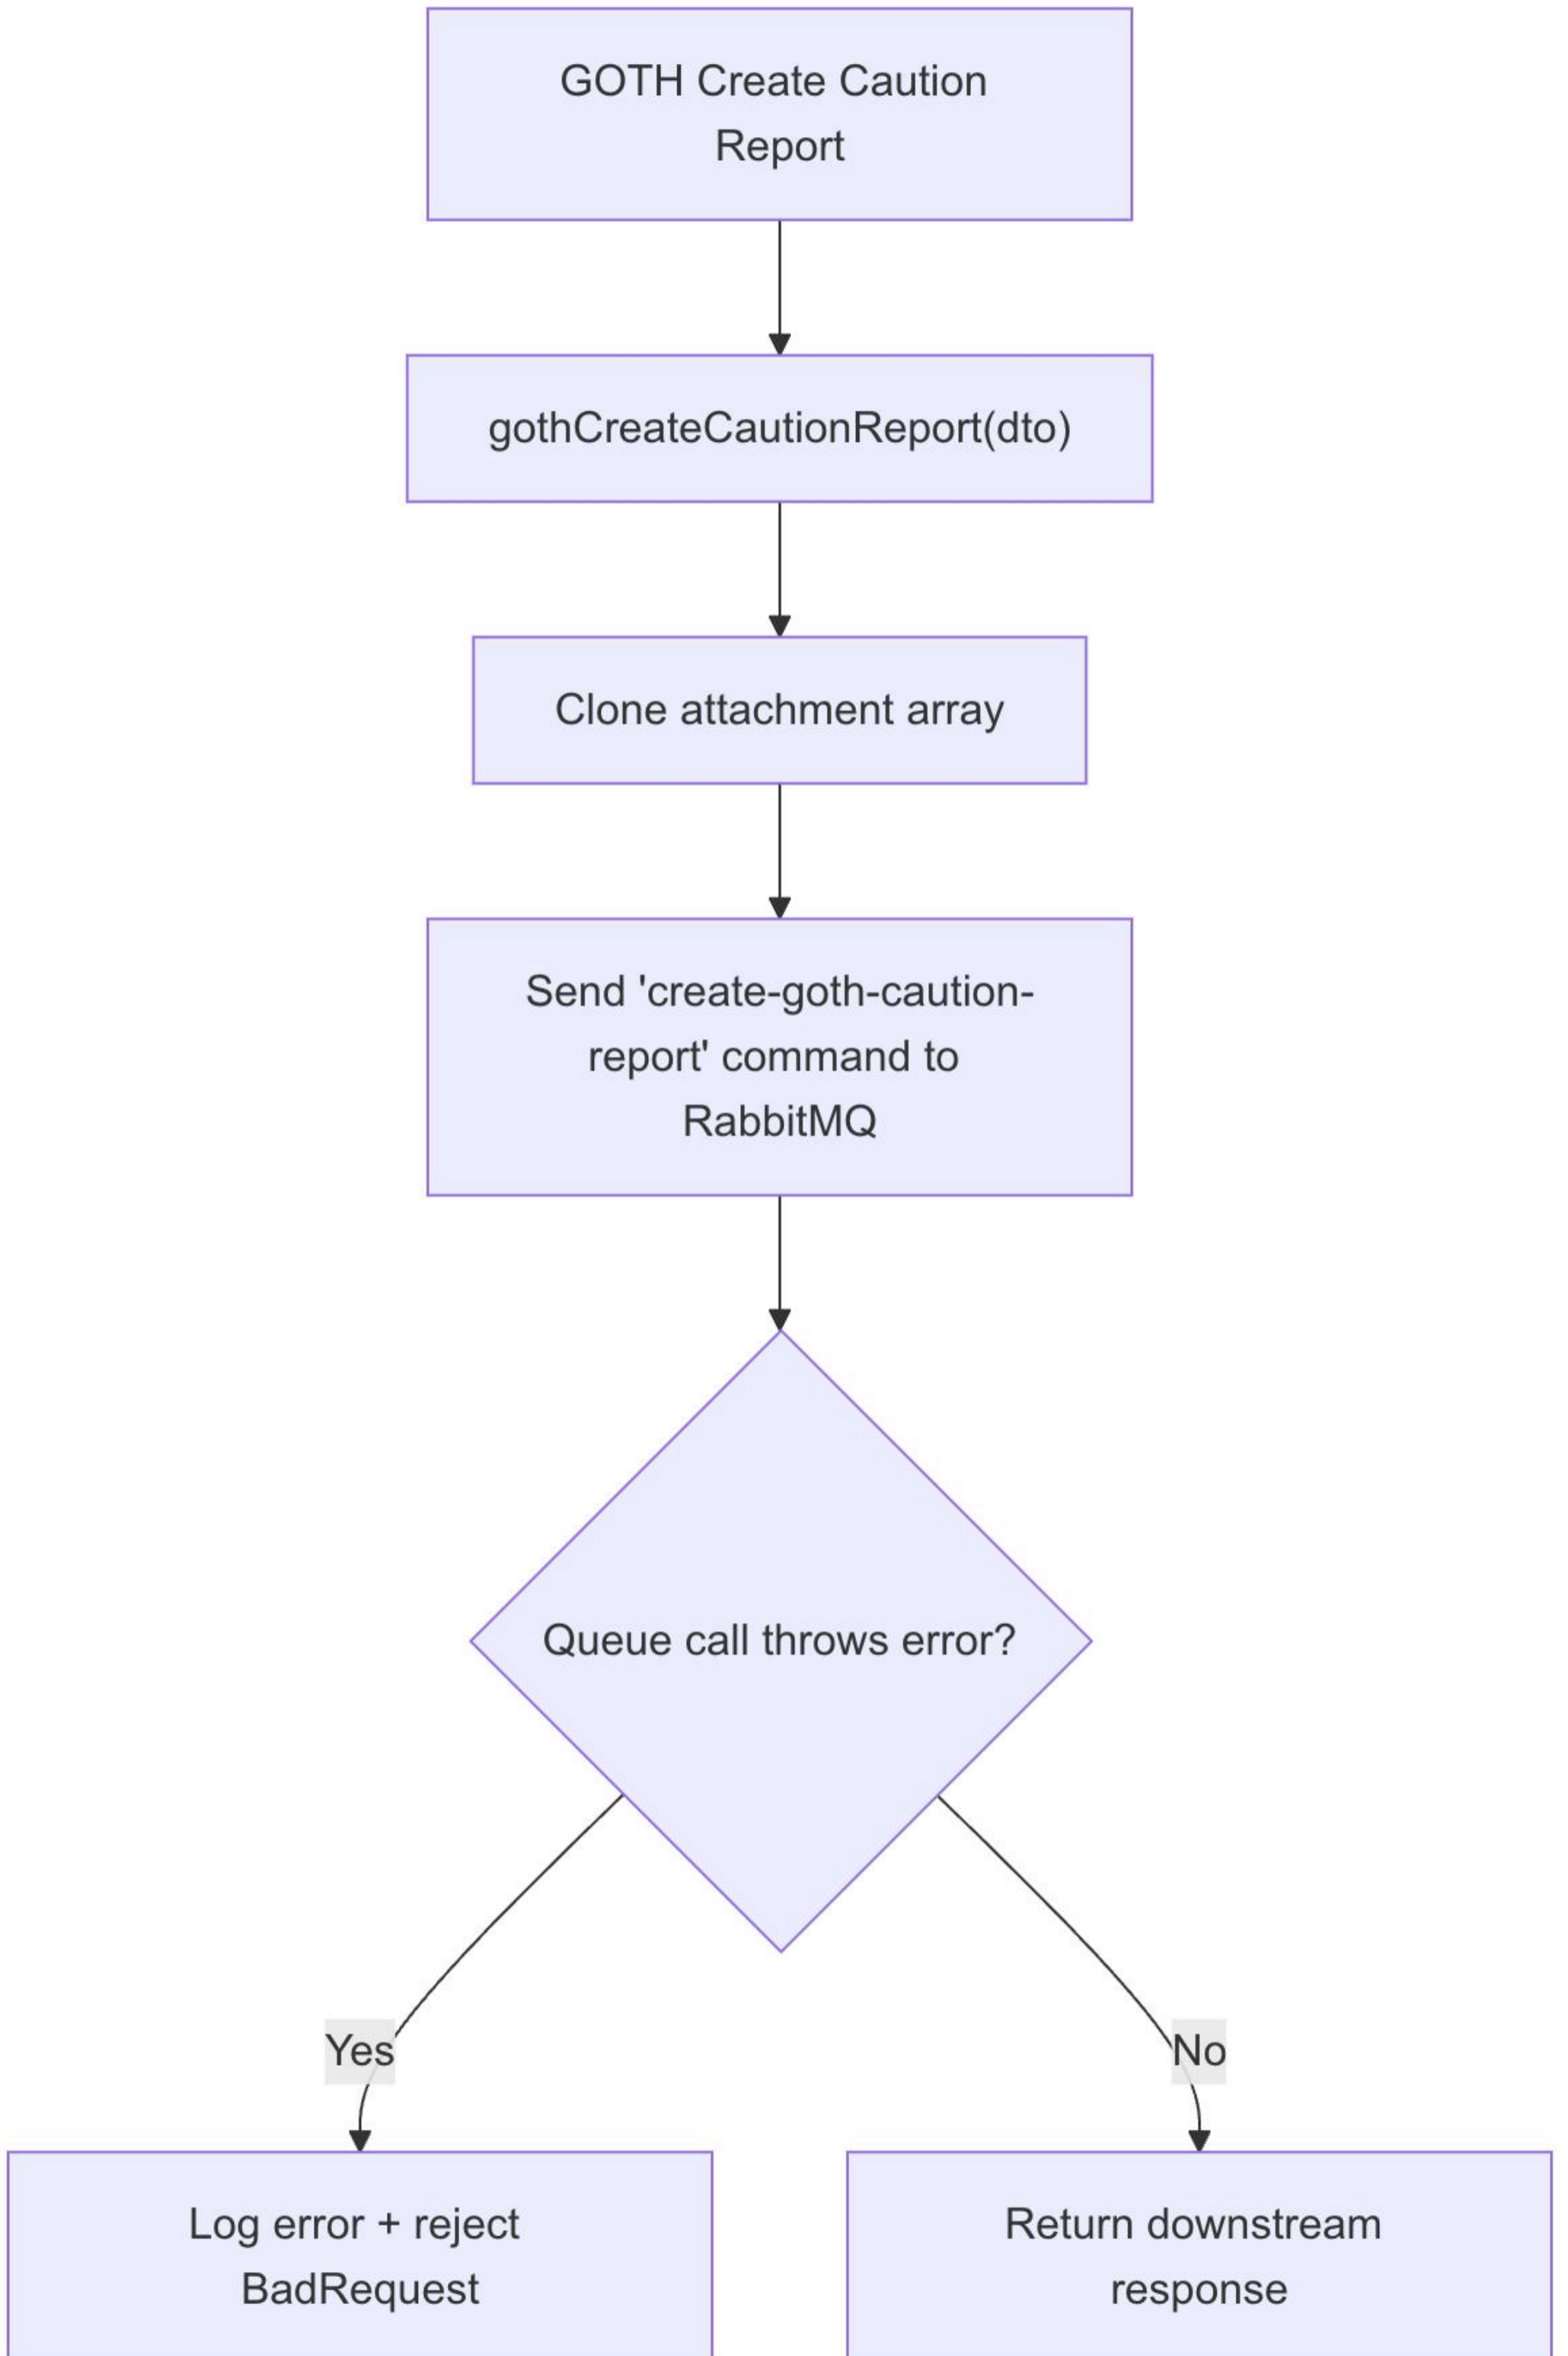 GOTH Create Caution
Report
gothCreateCautionReport(dto)
Clone attachment array
Send 'create-goth-caution-
report' command to
RabbitMQ
Queue call throws error?
Yes
No
Log error + reject
BadRequest
Return downstream
response